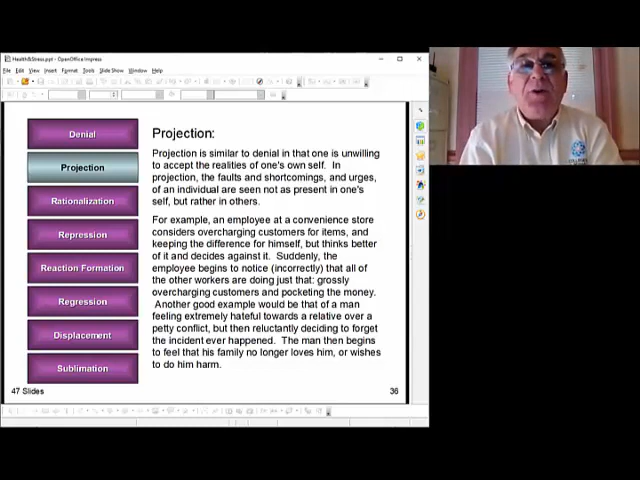 Health&Stress.ppt - OpenOffice Impress
File Edit View Insert Format Tools Slide Show Window Help
Denial
Projection
Rationalization
Repression
Reaction Formation
Regression
Displacement
Sublimation
Projection:
Projection is similar to denial in that one is unwilling
to accept the realities of one's own self. In
projection, the faults and shortcomings, and urges,
of an individual are seen not as present in one's
self, but rather in others.
For example, an employee at a convenience store
considers overcharging customers for items, and
keeping the difference for himself, but thinks better
of it and decides against it. Suddenly, the
employee begins to notice (incorrectly) that all of
the other workers are doing just that: grossly
overcharging customers and pocketing the money.
Another good example would be that of a man
feeling extremely hateful towards a relative over a
petty conflict, but then reluctantly deciding to forget
the incident ever happened. The man then begins
to feel that his family no longer loves him, or wishes
to do him harm.
47 Slides
36